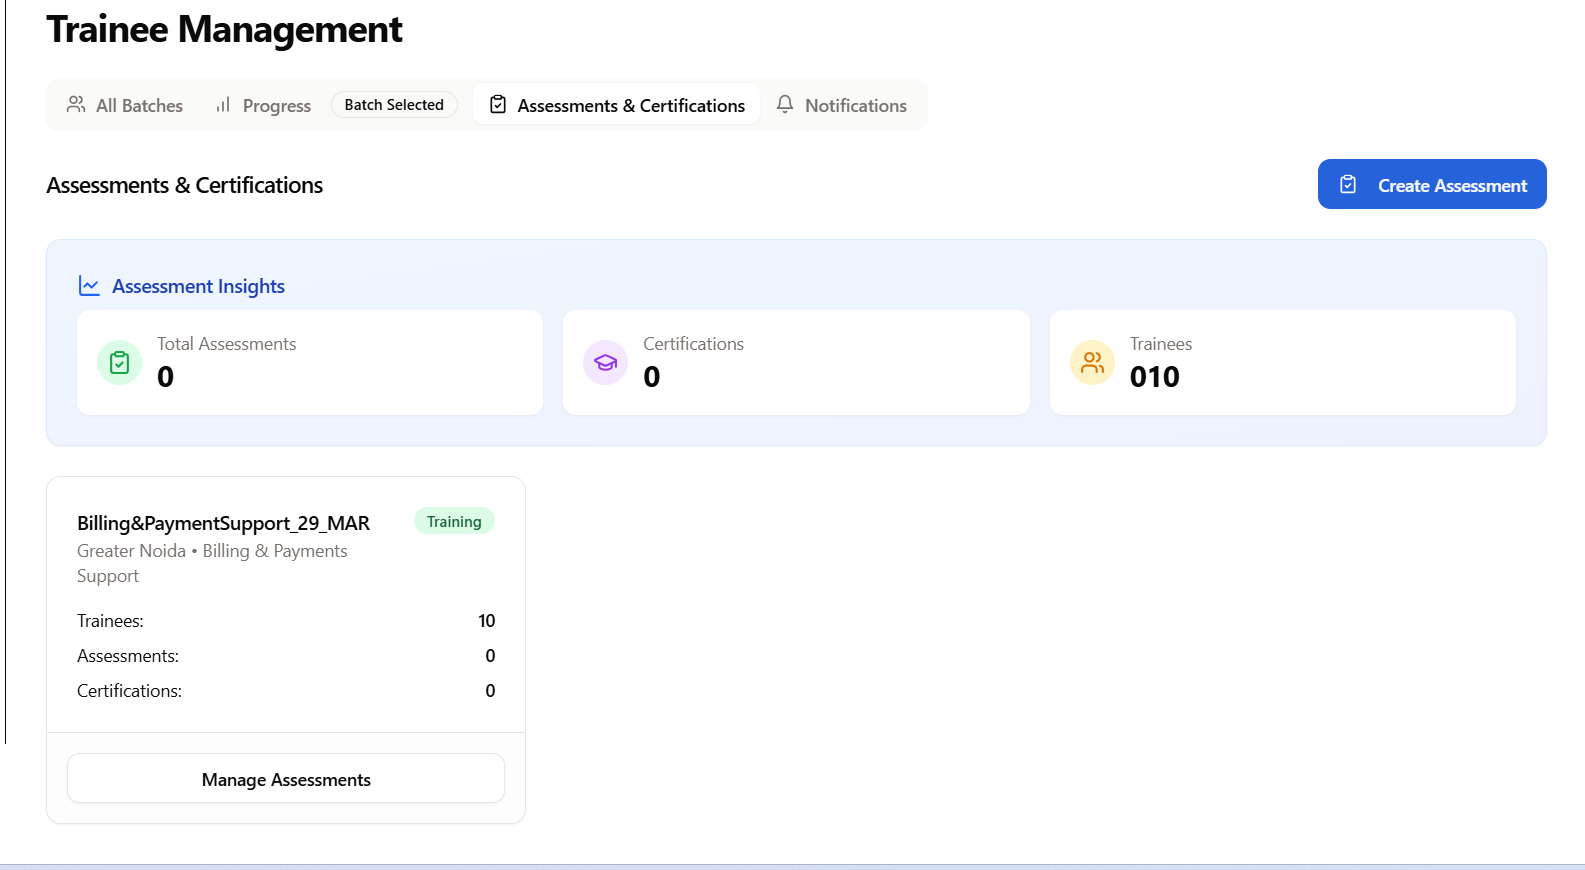 Trainee Management
All Batches
Progress
Batch Selected
Assessments & Certifications
Notifications
Assessments & Certifications
Create Assessment
Assessment Insights
Total Assessments
0
Certifications
0
Trainees
010
Billing&PaymentSupport_29_MAR
Training
Greater Noida • Billing & Payments
Support
Trainees: 10
Assessments: 0
Certifications: 0
Manage Assessments